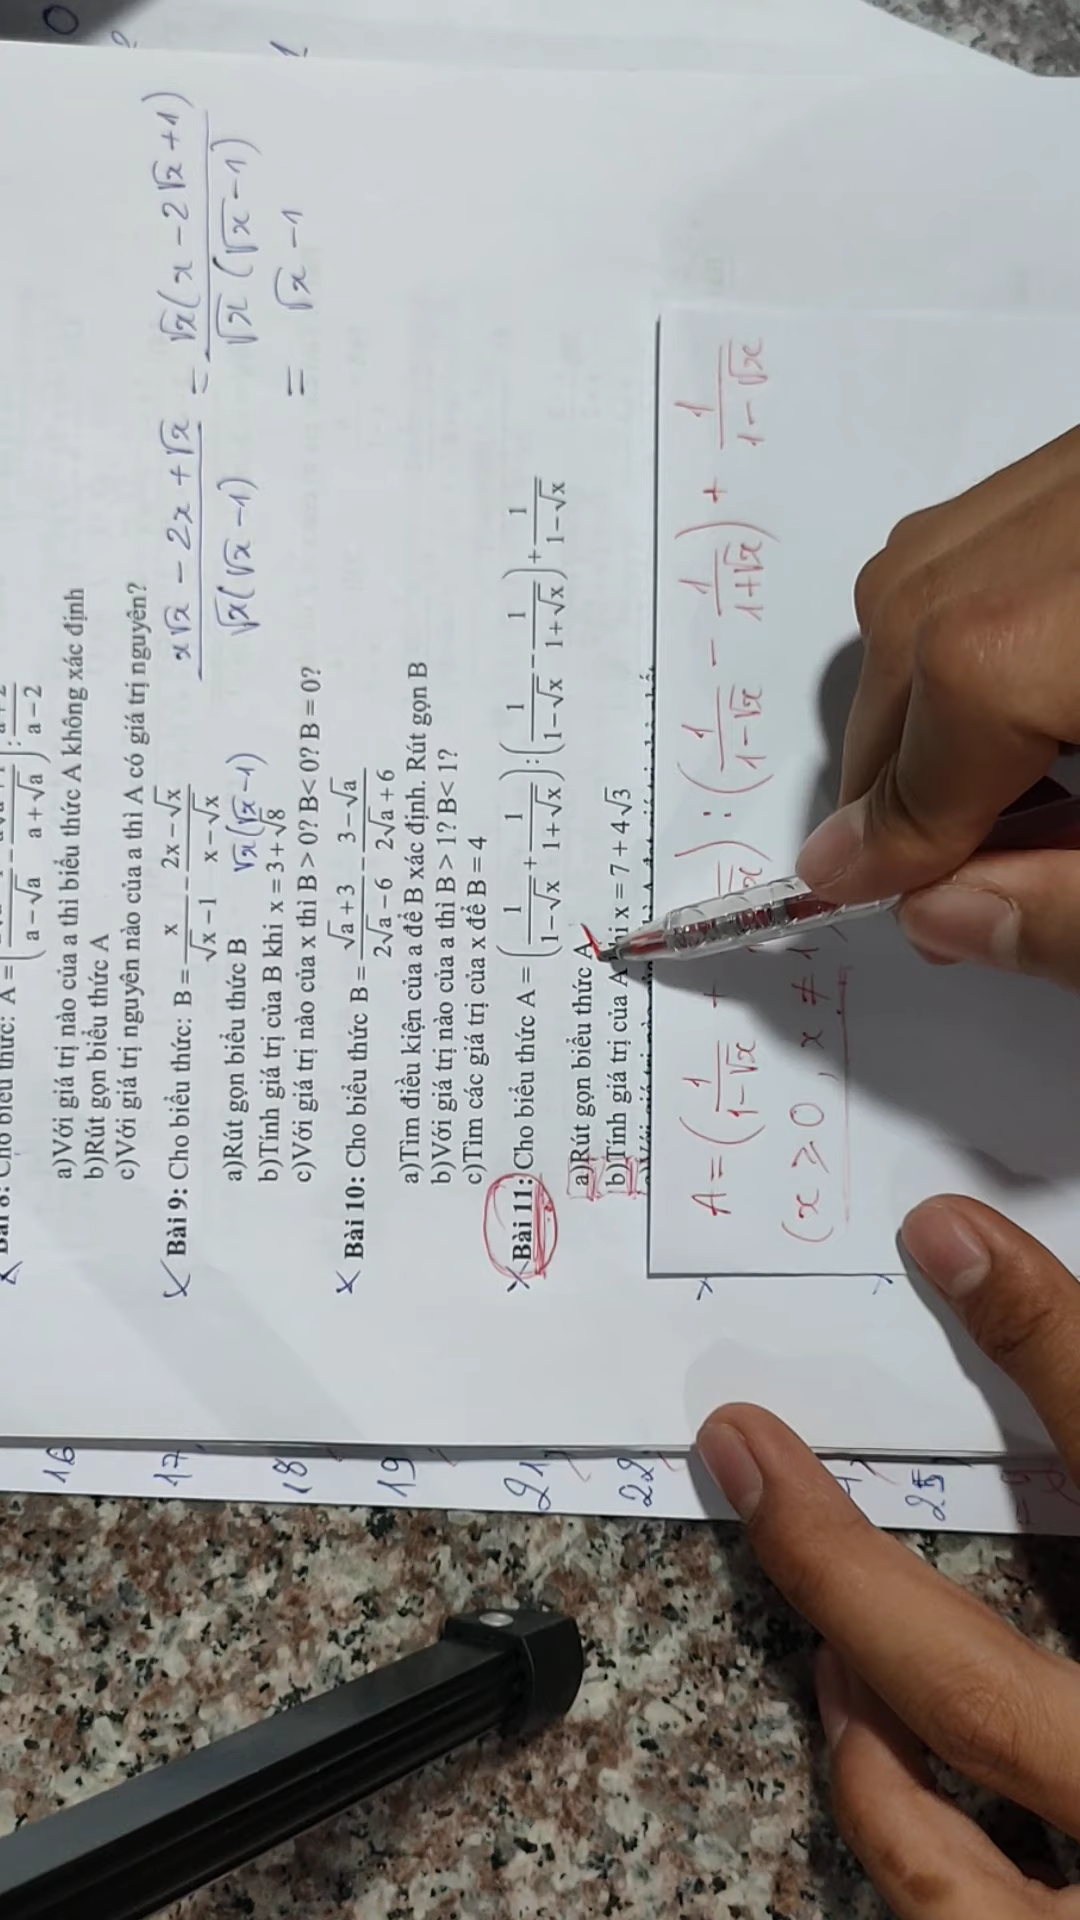 biểu thức: A =
a − √a a + √a ) : a − 2
a)Với giá trị nào của a thì biểu thức A không xác định
b)Rút gọn biểu thức A
c)Với giá trị nguyên nào của a thì A có giá trị nguyên?
Bài 9: Cho biểu thức: B = x/(√x − 1) − (2x − √x)/(x − √x)
√x(√x − 1)
(x√x − 2x + √x)/(√x(√x − 1)) = √x(x − 2√x + 1)/(√x(√x − 1))
= √x − 1
a)Rút gọn biểu thức B
b)Tính giá trị của B khi x = 3 + √8
c)Với giá trị nào của x thì B > 0? B < 0? B = 0?
Bài 10: Cho biểu thức B = (√a + 3)/(2√a − 6) − (3 − √a)/(2√a + 6)
a)Tìm điều kiện của a để B xác định. Rút gọn B
b)Với giá trị nào của a thì B > 1? B < 1?
c)Tìm các giá trị của x để B = 4
Bài 11: Cho biểu thức A = (1/(1 − √x) + 1/(1 + √x)) : (1/(1 − √x) − 1/(1 + √x)) + 1/(1 − √x)
a)Rút gọn biểu thức A
b)Tính giá trị của A khi x = 7 + 4√3
A = (1/(1 − √x) + x) : (1/(1 − √x) − 1/(1 + √x)) + 1/(1 − √x)
(x ⩾ 0, x ≠ 1
16
17
18
19
21
22
25